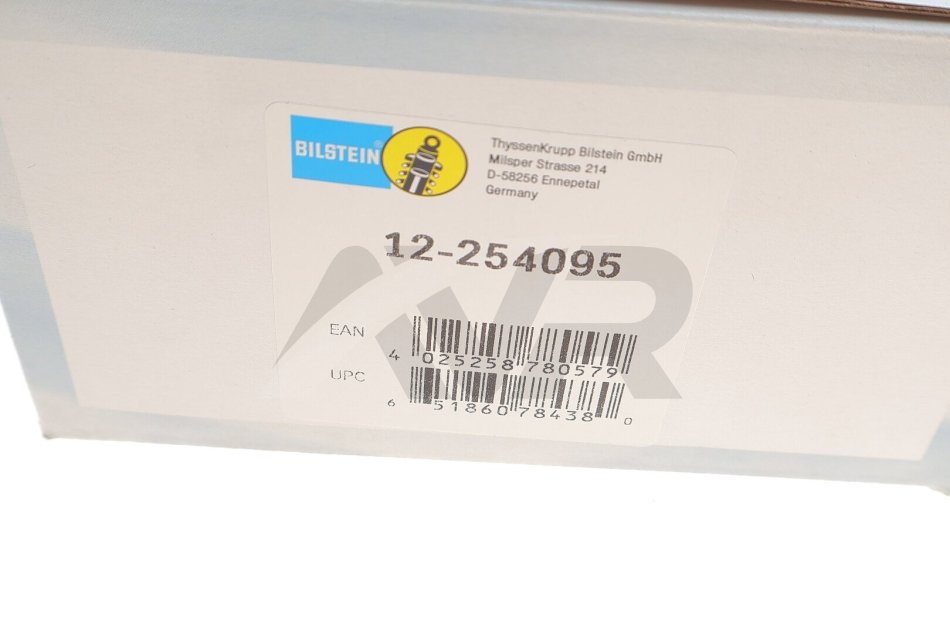 BILSTEIN®
ThyssenKrupp Bilstein GmbH
Milsper Strasse 214
D-58256 Ennepetal
Germany
12-254095
AVR
EAN
4 025258 780579
UPC
6 51860 78438 0